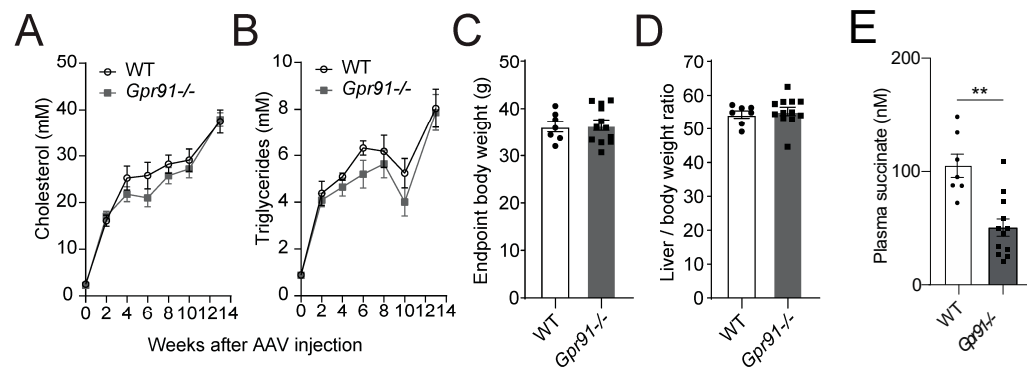 A
B
C
D
E
Cholesterol (mM)
50
40
30
20
10
0
WT
Gpr91-/-
0 2 4 6 8 10 12 14
Triglycerides (mM)
10
8
6
4
2
0
WT
Gpr91-/-
0 2 4 6 8 10 12 14
Weeks after AAV injection
Endpoint body weight (g)
50
40
30
20
10
0
WT
Gpr91-/-
Liver / body weight ratio
70
60
50
40
30
20
10
0
WT
Gpr91-/-
Plasma succinate (nM)
200
100
0
**
WT
Gpr91-/-